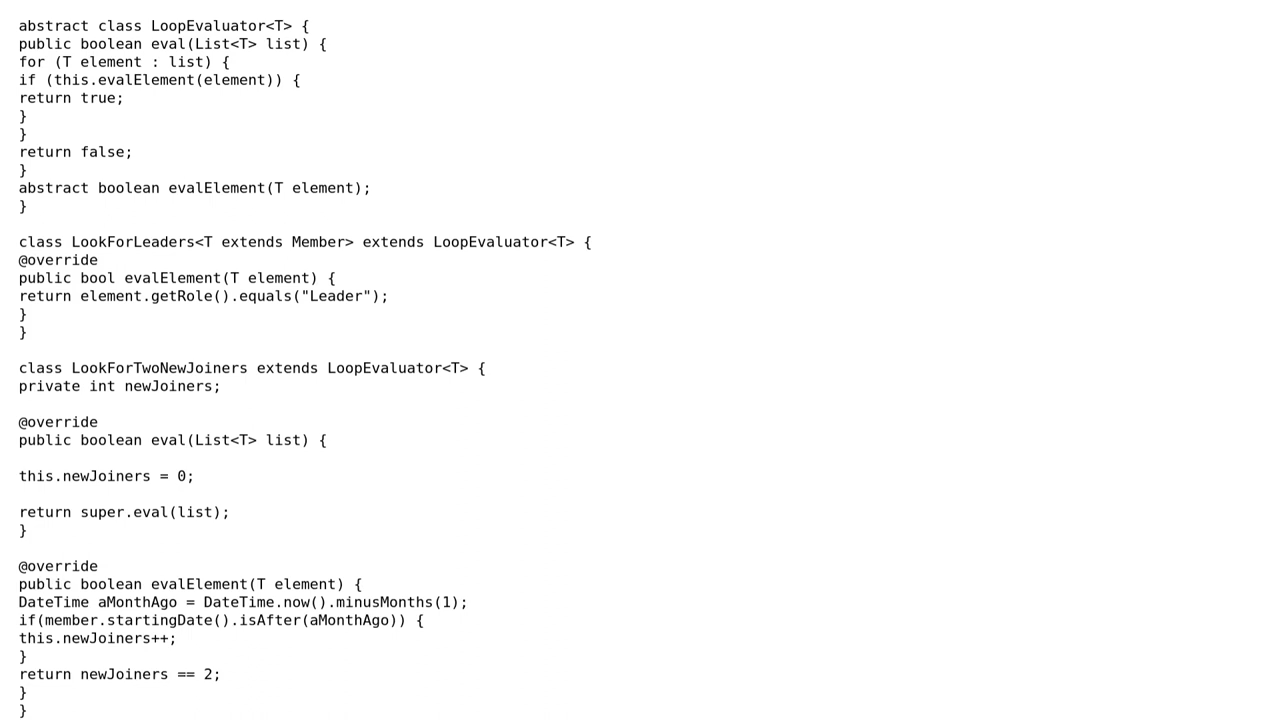 abstract class LoopEvaluator<T> {
public boolean eval(List<T> list) {
for (T element : list) {
if (this.evalElement(element)) {
return true;
}
}
return false;
}
abstract boolean evalElement(T element);
}

class LookForLeaders<T extends Member> extends LoopEvaluator<T> {
@override
public bool evalElement(T element) {
return element.getRole().equals("Leader");
}
}

class LookForTwoNewJoiners extends LoopEvaluator<T> {
private int newJoiners;

@override
public boolean eval(List<T> list) {

this.newJoiners = 0;

return super.eval(list);
}

@override
public boolean evalElement(T element) {
DateTime aMonthAgo = DateTime.now().minusMonths(1);
if(member.startingDate().isAfter(aMonthAgo)) {
this.newJoiners++;
}
return newJoiners == 2;
}
}